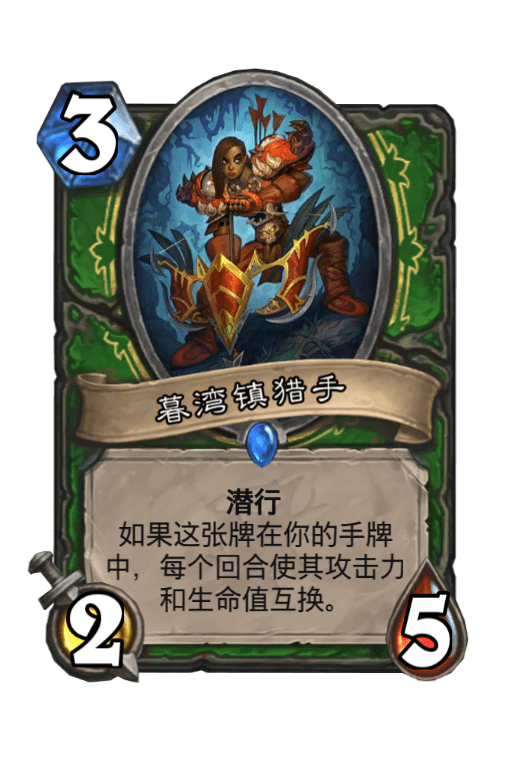 3
暮湾镇猎手
潜行
如果这张牌在你的手牌
中，每个回合使其攻击力
和生命值互换。
2
5